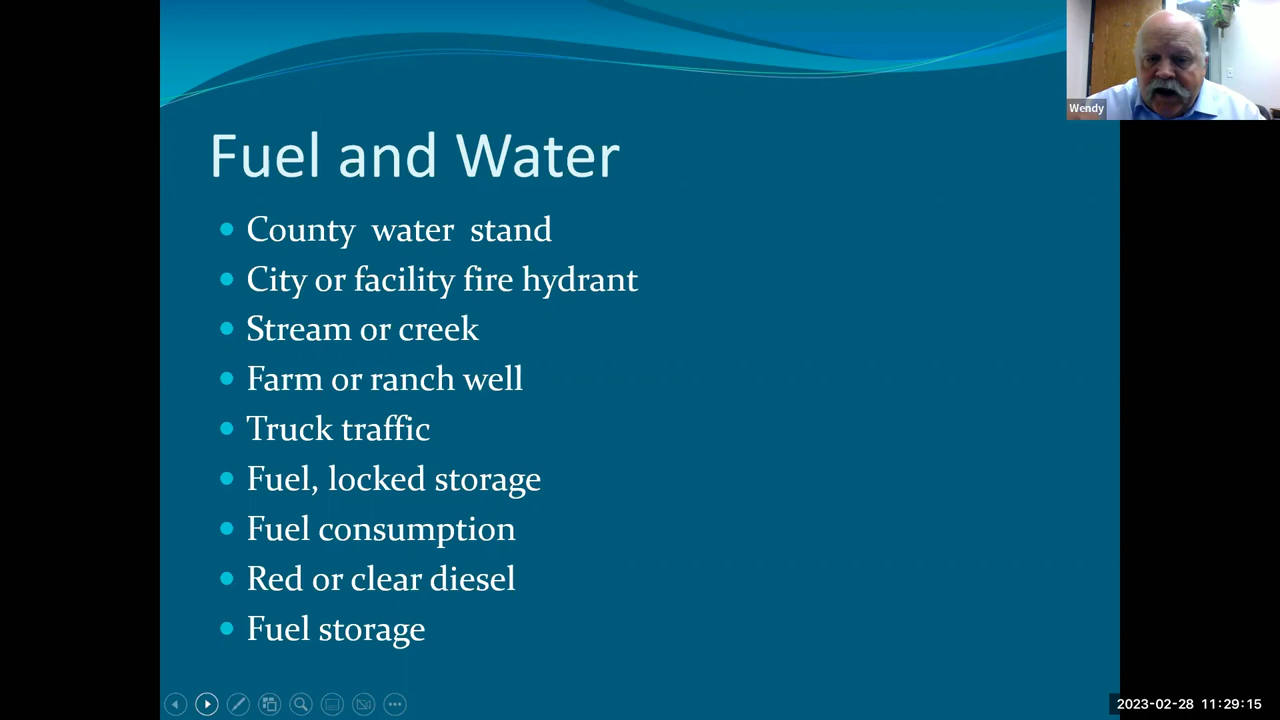 Wendy
Fuel and Water
County water stand
City or facility fire hydrant
Stream or creek
Farm or ranch well
Truck traffic
Fuel, locked storage
Fuel consumption
Red or clear diesel
Fuel storage
2023-02-28 11:29:15